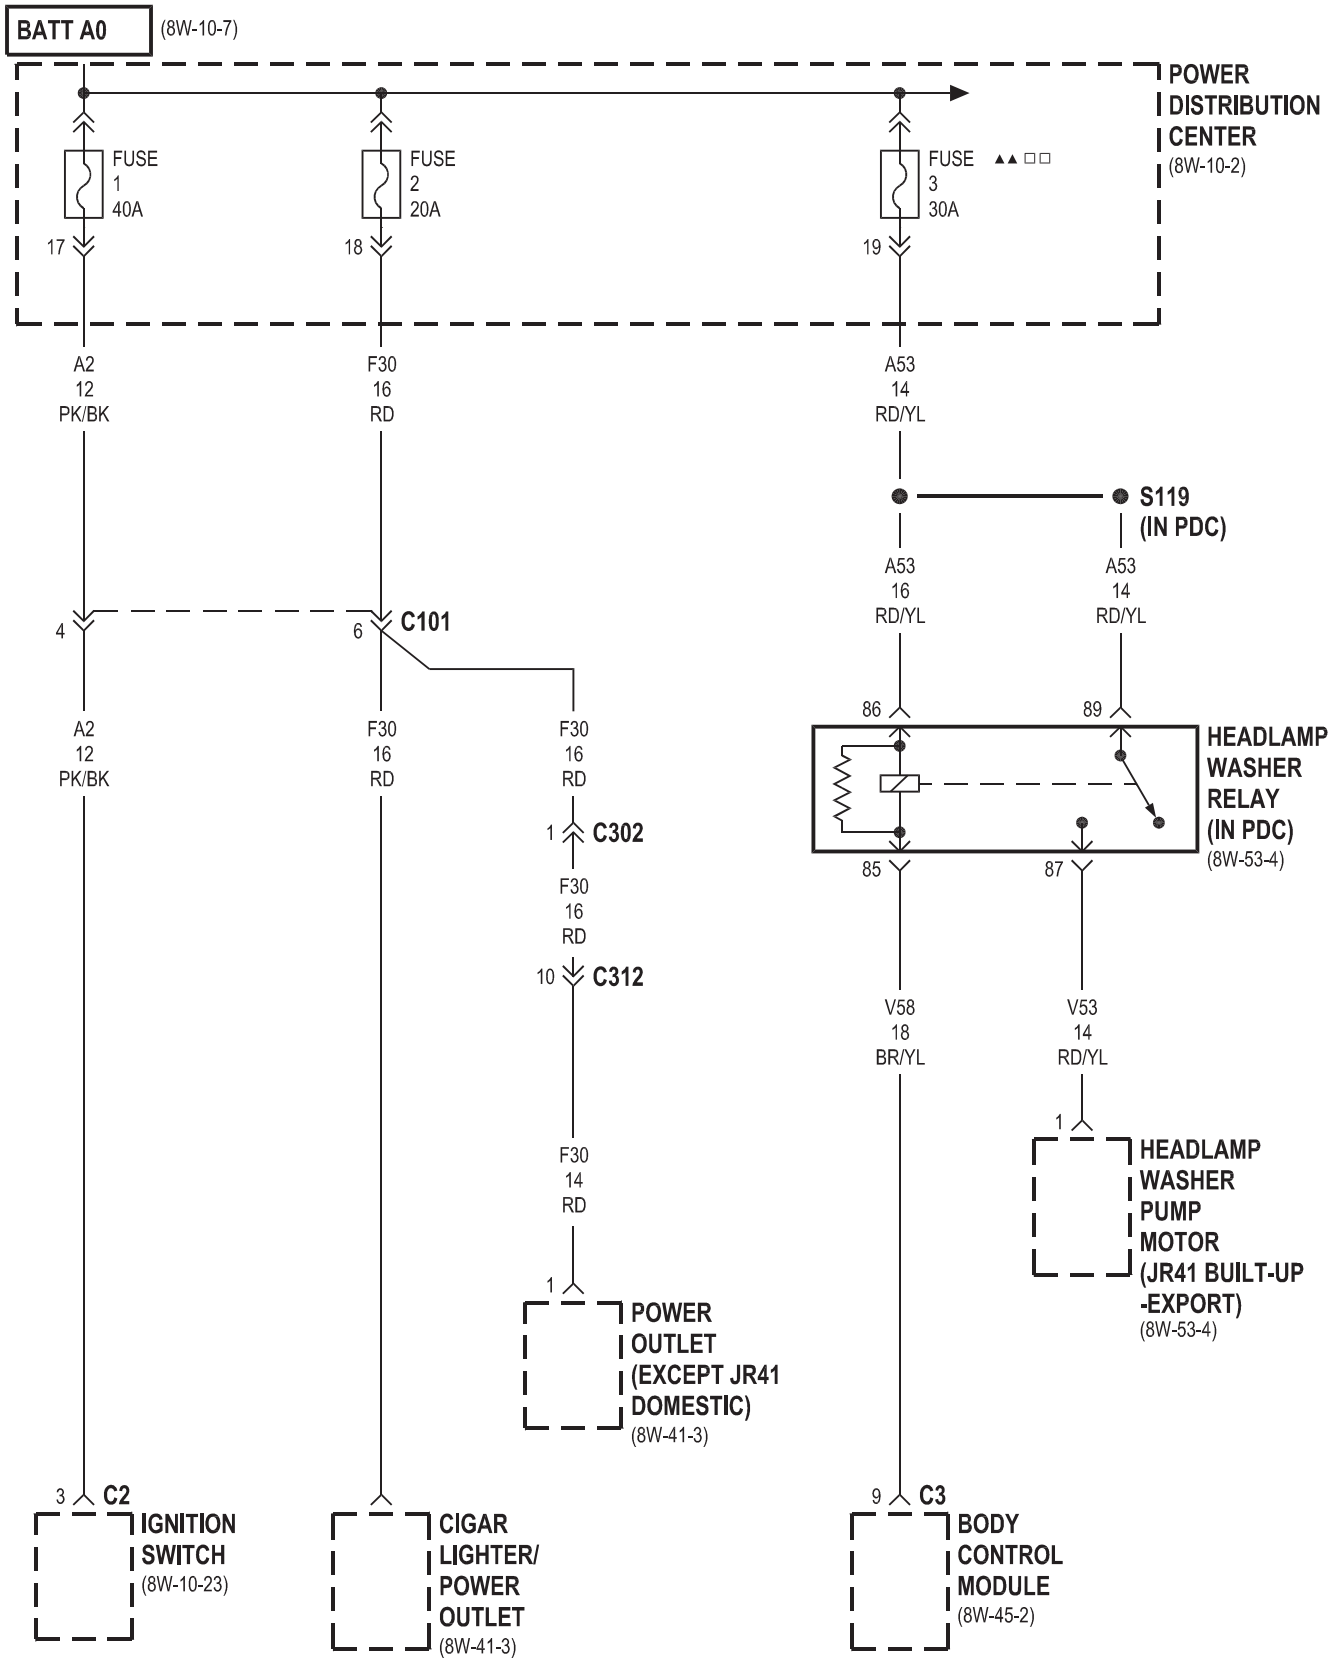 BATT A0
(8W-10-7)
POWER
DISTRIBUTION
CENTER
(8W-10-2)
FUSE
1
40A
FUSE
2
20A
FUSE
3
30A
17
18
19
A2
12
PK/BK
F30
16
RD
A53
14
RD/YL
S119
(IN PDC)
A53
16
RD/YL
A53
14
RD/YL
4
6
C101
A2
12
PK/BK
F30
16
RD
F30
16
RD
86
89
HEADLAMP
WASHER
RELAY
(IN PDC)
(8W-53-4)
1
C302
85
87
F30
16
RD
10
C312
V58
18
BR/YL
V53
14
RD/YL
1
HEADLAMP
WASHER
PUMP
MOTOR
(JR41 BUILT-UP
-EXPORT)
(8W-53-4)
F30
14
RD
1
POWER
OUTLET
(EXCEPT JR41
DOMESTIC)
(8W-41-3)
3
C2
IGNITION
SWITCH
(8W-10-23)
CIGAR
LIGHTER/
POWER
OUTLET
(8W-41-3)
9
C3
BODY
CONTROL
MODULE
(8W-45-2)